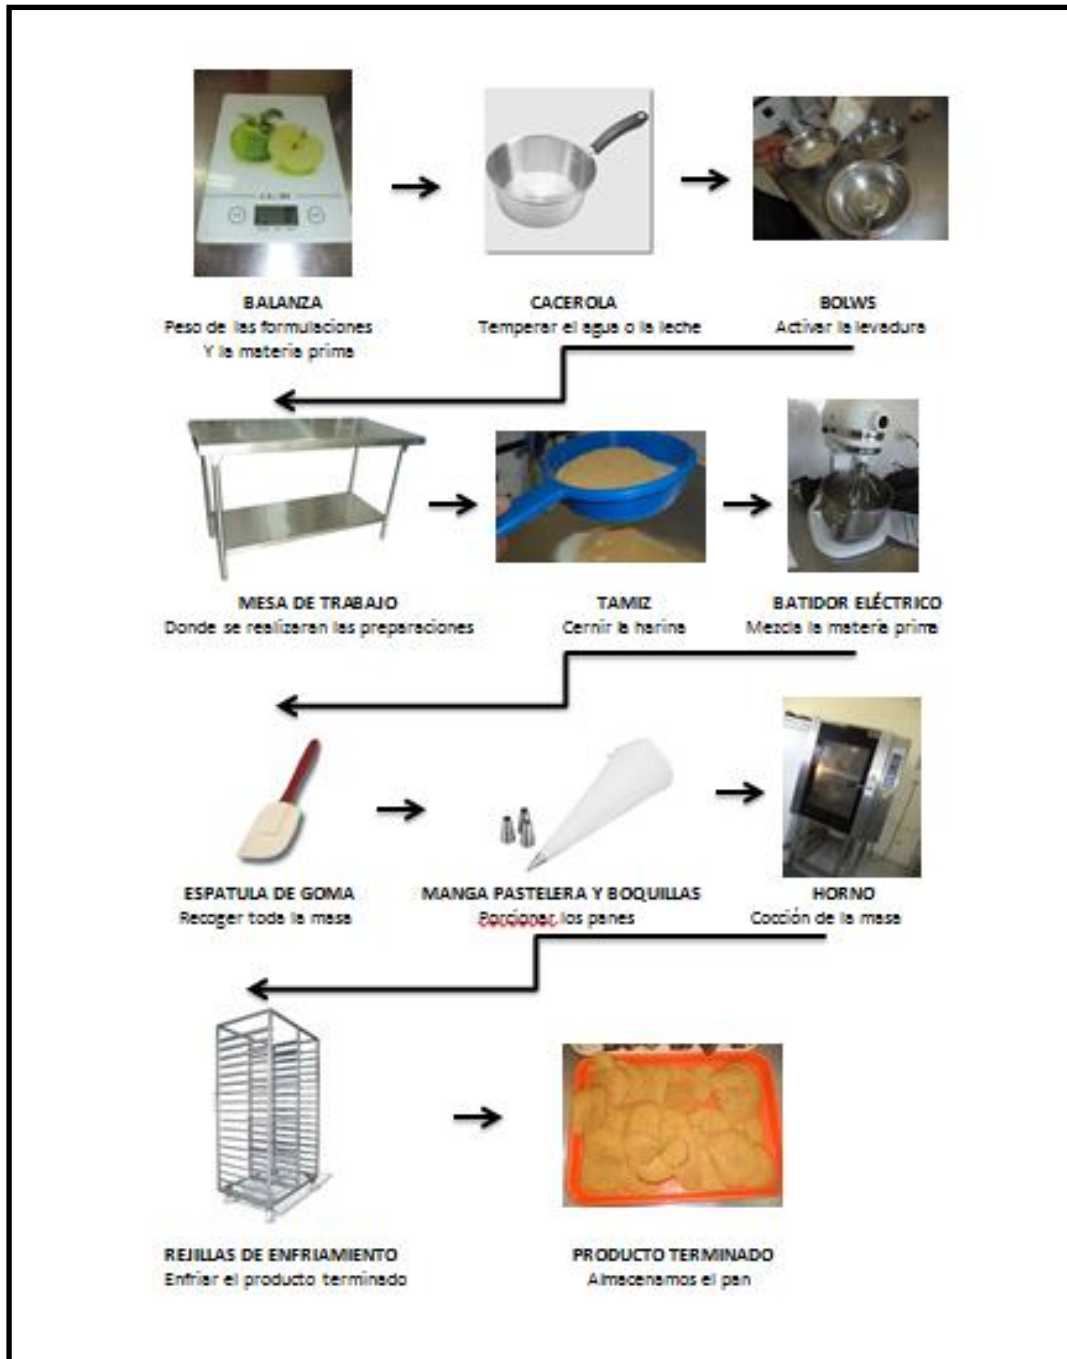 BALANZA
Peso de las formulaciones
Y la materia prima
CACEROLA
Temperar el agua o la leche
BOLWS
Activar la levadura
MESA DE TRABAJO
Donde se realizaran las preparaciones
TAMIZ
Cernir la harina
BATIDOR ELÉCTRICO
Mezcla la materia prima
ESPATULA DE GOMA
Recoger toda la masa
MANGA PASTELERA Y BOQUILLAS
Porcionar los panes
HORNO
Cocción de la masa
REJILLAS DE ENFRIAMIENTO
Enfriar el producto terminado
PRODUCTO TERMINADO
Almacenamos el pan